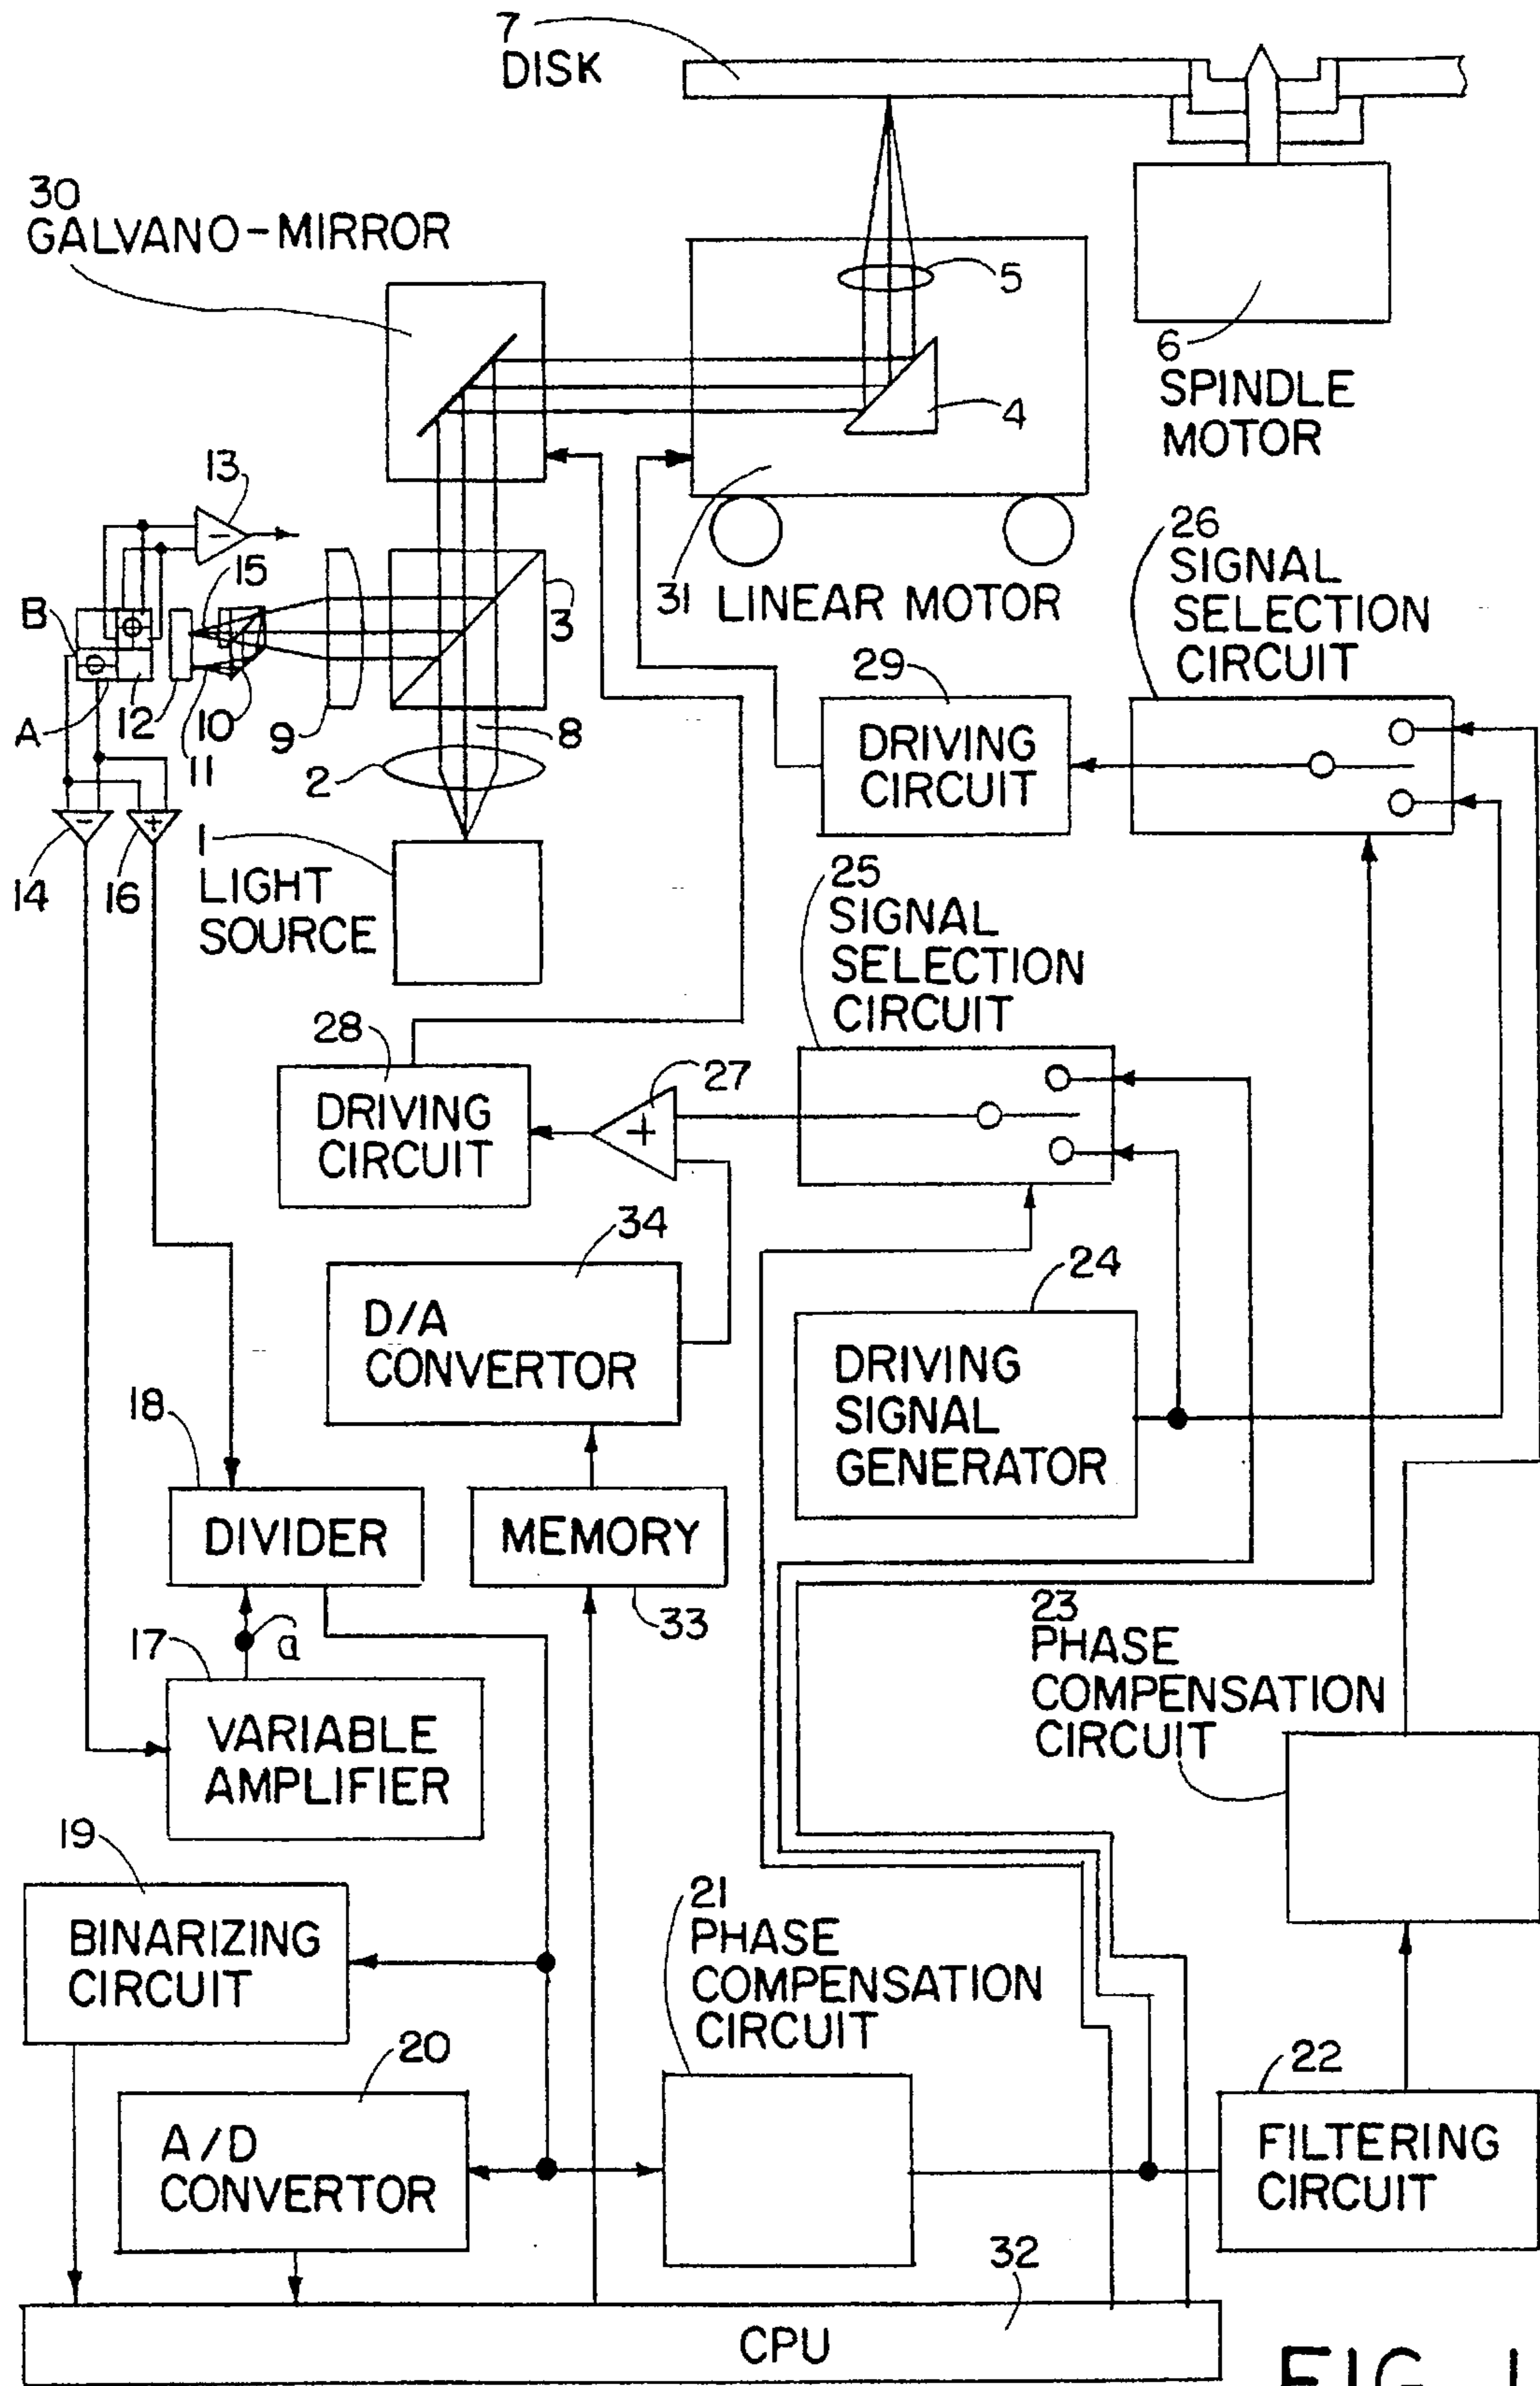 7
DISK
30
GALVANO-MIRROR
5
4
6
SPINDLE
MOTOR
13
-
15
B
A
12
11
10
9
3
8
2
31 LINEAR MOTOR
26
SIGNAL
SELECTION
CIRCUIT
29
DRIVING
CIRCUIT
-
+
14
16
1
LIGHT
SOURCE
25
SIGNAL
SELECTION
CIRCUIT
28
DRIVING
CIRCUIT
27
+
34
D/A
CONVERTOR
24
DRIVING
SIGNAL
GENERATOR
18
DIVIDER
MEMORY
33
a
17
VARIABLE
AMPLIFIER
23
PHASE
COMPENSATION
CIRCUIT
19
BINARIZING
CIRCUIT
21
PHASE
COMPENSATION
CIRCUIT
20
A/D
CONVERTOR
22
FILTERING
CIRCUIT
32
CPU
FIG. 1